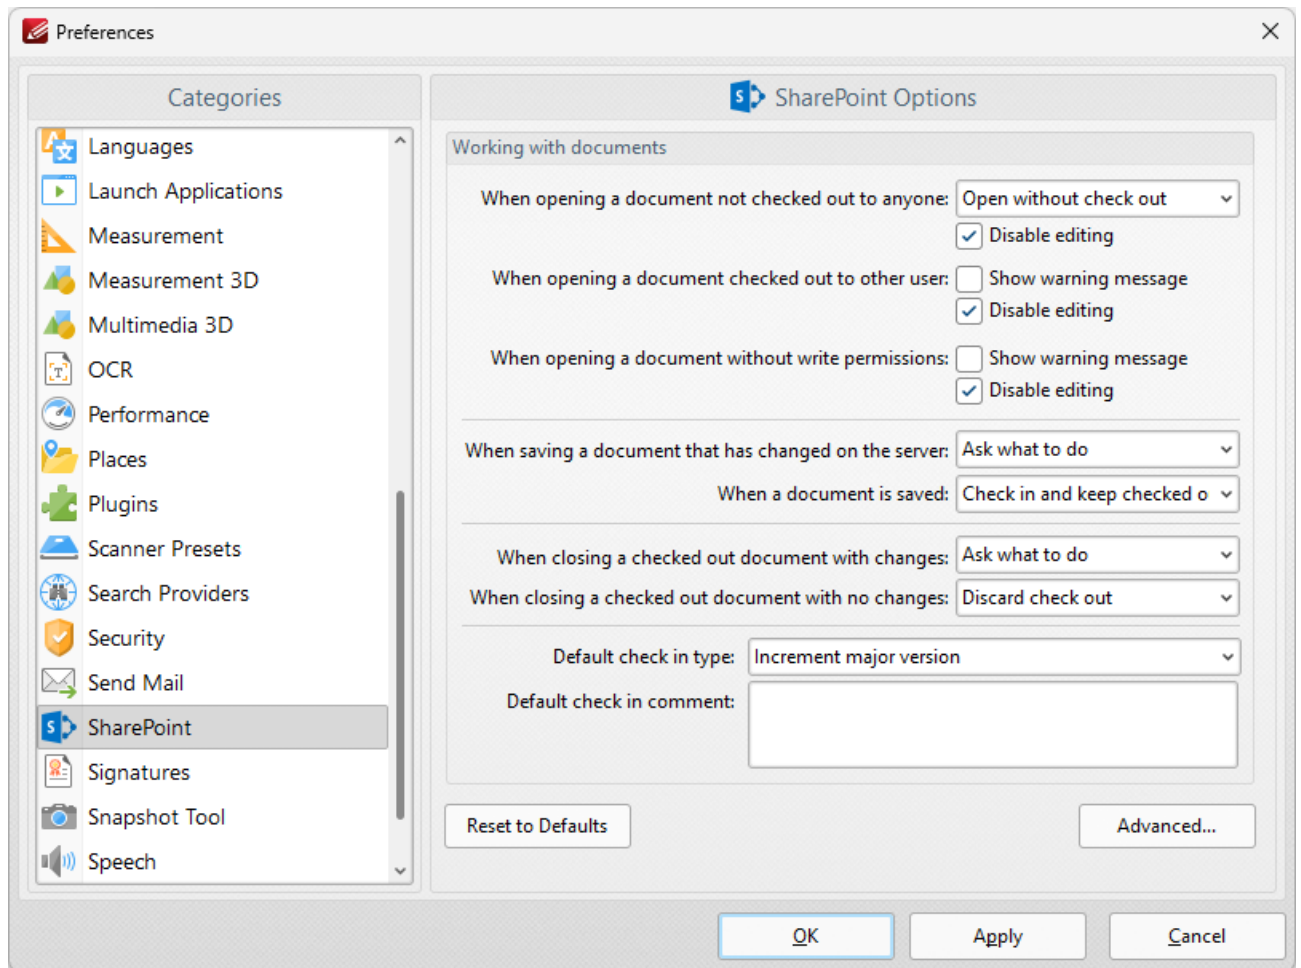 Preferences
Categories
Languages
Launch Applications
Measurement
Measurement 3D
Multimedia 3D
OCR
Performance
Places
Plugins
Scanner Presets
Search Providers
Security
Send Mail
SharePoint
Signatures
Snapshot Tool
Speech
SharePoint Options
Working with documents
When opening a document not checked out to anyone: Open without check out
Disable editing
When opening a document checked out to other user: Show warning message
Disable editing
When opening a document without write permissions: Show warning message
Disable editing
When saving a document that has changed on the server: Ask what to do
When a document is saved: Check in and keep checked o
When closing a checked out document with changes: Ask what to do
When closing a checked out document with no changes: Discard check out
Default check in type: Increment major version
Default check in comment:
Reset to Defaults Advanced...
OK Apply Cancel